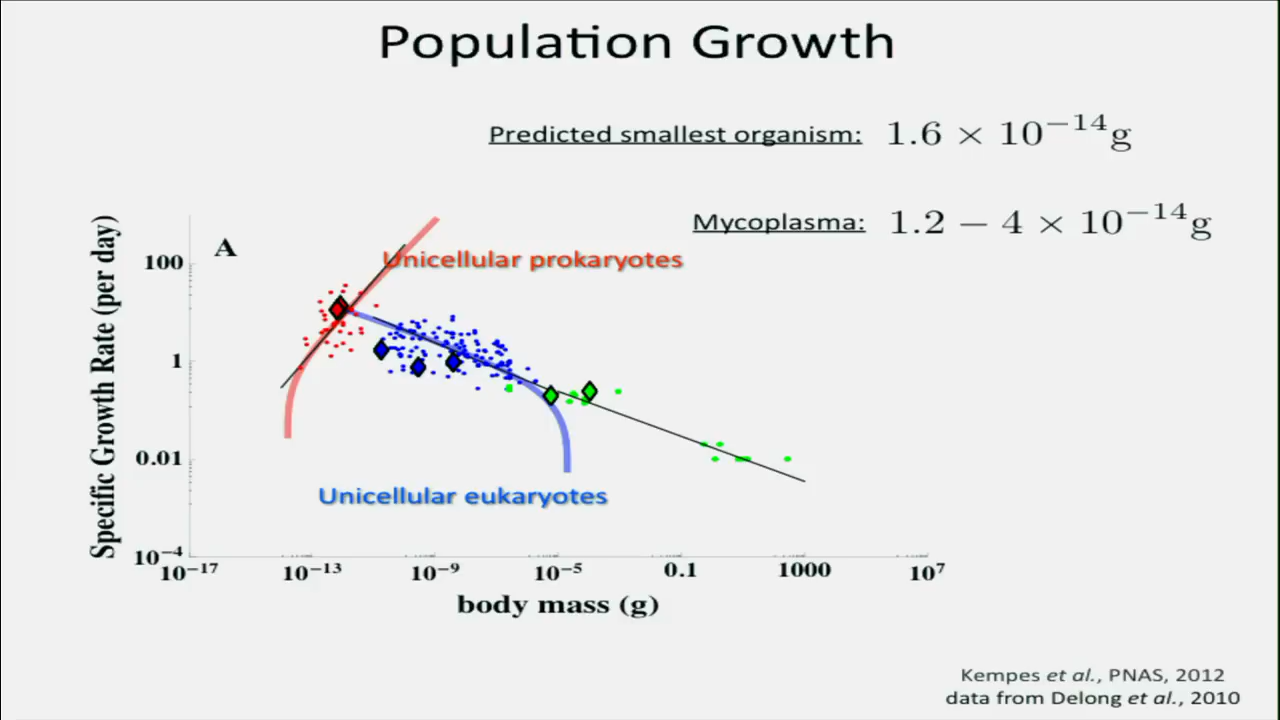 Population Growth
Predicted smallest organism: 1.6 × 10⁻¹⁴g
Mycoplasma: 1.2 − 4 × 10⁻¹⁴g
A
Unicellular prokaryotes
Unicellular eukaryotes
Specific Growth Rate (per day)
100
1
0.01
10⁻⁴
10⁻¹⁷ 10⁻¹³ 10⁻⁹ 10⁻⁵ 0.1 1000 10⁷
body mass (g)
Kempes et al., PNAS, 2012
data from Delong et al., 2010